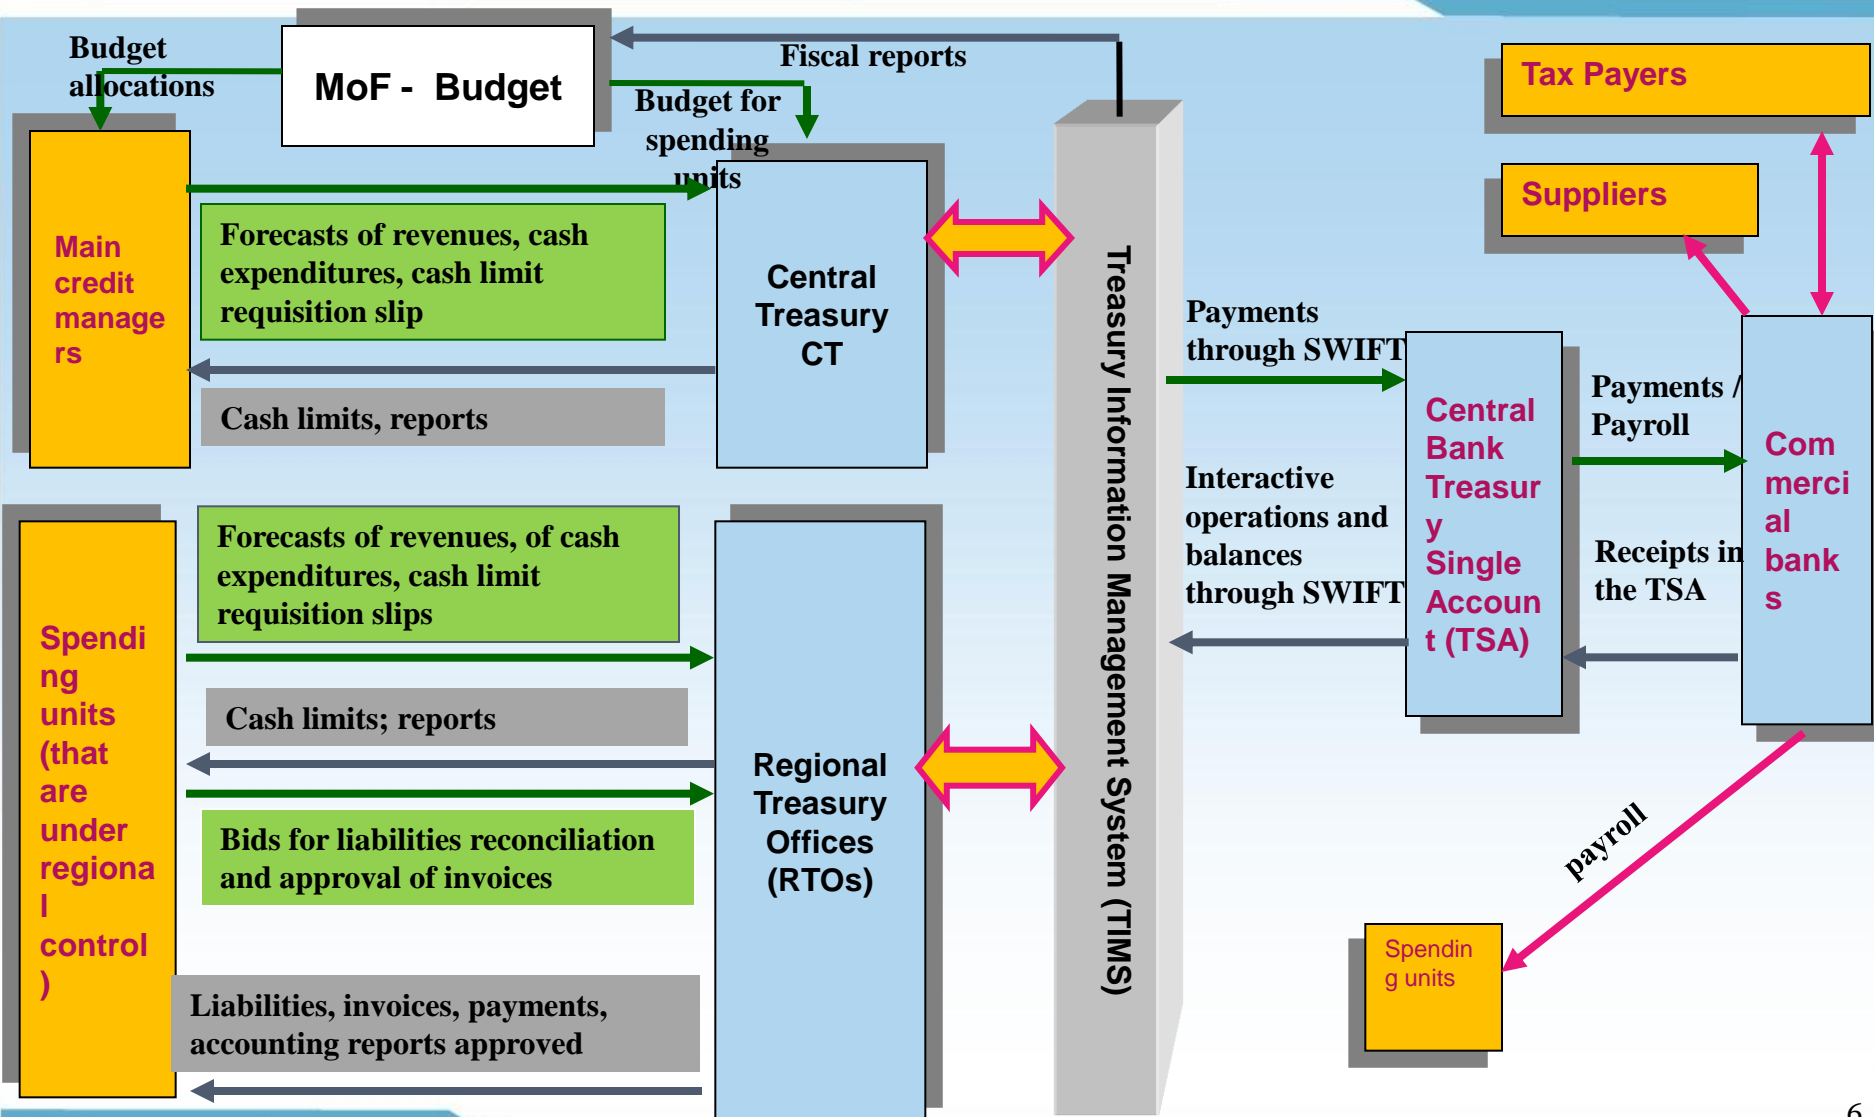 Budget
allocations
MoF -  Budget
Fiscal reports
Budget for
spending
units
Tax Payers
Suppliers
Main
credit
manage
rs
Forecasts of revenues, cash
expenditures, cash limit
requisition slip
Central
Treasury
CT
Cash limits, reports
Treasury Information Management System (TIMS)
Payments
through SWIFT
Interactive
operations and
balances
through SWIFT
Central
Bank
Treasur
y
Single
Accoun
t (TSA)
Payments /
Payroll
Receipts in
the TSA
Com
merci
al
bank
s
Spendi
ng
units
(that
are
under
regiona
l
control
)
Forecasts of revenues, of cash
expenditures, cash limit
requisition slips
Cash limits; reports
Bids for liabilities reconciliation
and approval of invoices
Liabilities, invoices, payments,
accounting reports approved
Regional
Treasury
Offices
(RTOs)
payroll
Spendin
g units
6